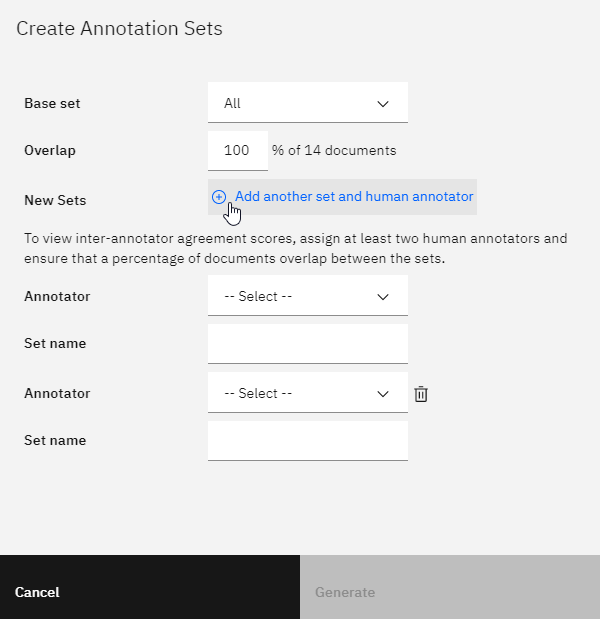 Create Annotation Sets
Base set All
Overlap 100 % of 14 documents
New Sets Add another set and human annotator
To view inter-annotator agreement scores, assign at least two human annotators and
ensure that a percentage of documents overlap between the sets.
Annotator -- Select --
Set name
Annotator -- Select --
Set name
Cancel Generate